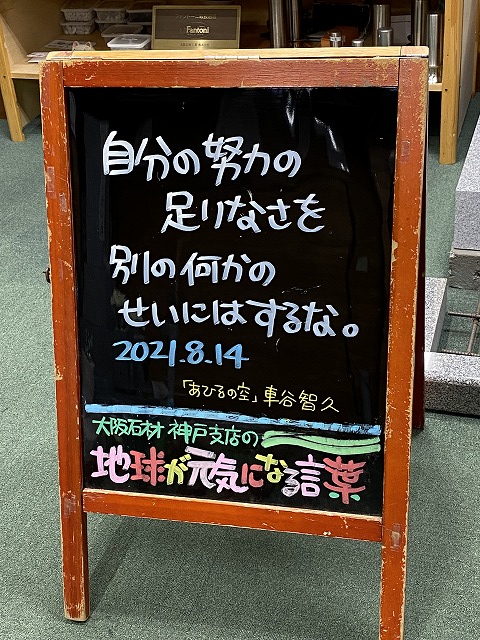 Fantoni
自分の努力の
足りなさを
別の何かの
せいにはするな。
2021.8.14
「あひるの空」車谷智久
大阪石材 神戸支店の
地球が元気になる言葉